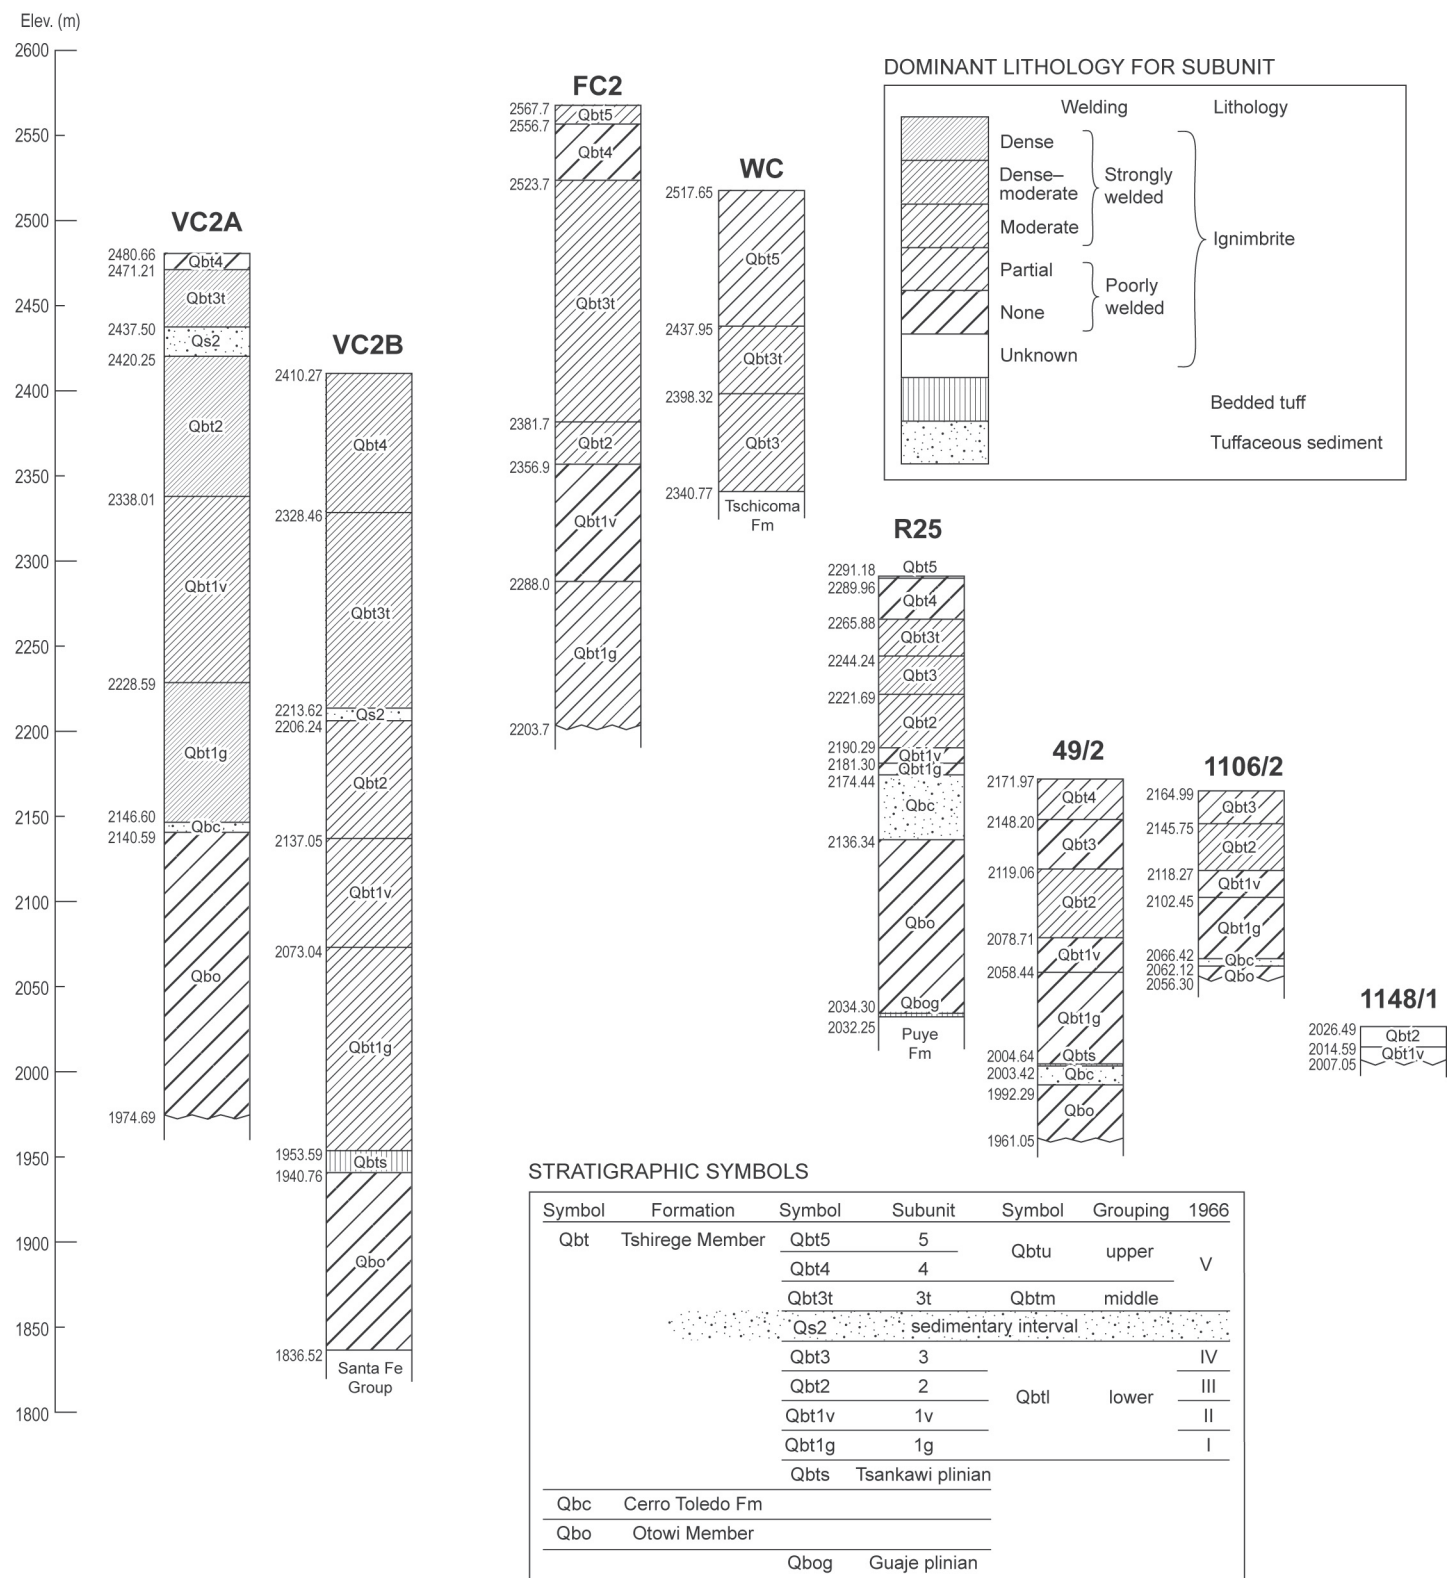 Elev. (m)
2600
2550
2500
2450
2400
2350
2300
2250
2200
2150
2100
2050
2000
1950
1900
1850
1800
VC2A
2480.66
Qbt4
2471.21
Qbt3t
2437.50
Qs2
2420.25
Qbt2
2338.01
Qbt1v
2228.59
Qbt1g
2146.60
Qbc
2140.59
Qbo
1974.69
VC2B
2410.27
Qbt4
2328.46
Qbt3t
2213.62
Qs2
2206.24
Qbt2
2137.05
Qbt1v
2073.04
Qbt1g
1953.59
Qbts
1940.76
Qbo
1836.52
Santa Fe
Group
FC2
2567.7
Qbt5
2556.7
Qbt4
2523.7
Qbt3t
2381.7
Qbt2
2356.9
Qbt1v
2288.0
Qbt1g
2203.7
WC
2517.65
Qbt5
2437.95
Qbt3t
2398.32
Qbt3
2340.77
Tschicoma
Fm
DOMINANT LITHOLOGY FOR SUBUNIT
Welding Lithology
Dense
Dense–
moderate
Moderate
Strongly
welded
Partial
None
Poorly
welded
Unknown
Ignimbrite
Bedded tuff
Tuffaceous sediment
R25
2291.18
Qbt5
2289.96
Qbt4
2265.88
Qbt3t
2244.24
Qbt3
2221.69
Qbt2
2190.29
Qbt1v
2181.30
Qbt1g
2174.44
Qbc
2136.34
Qbo
Qbog
2034.30
2032.25
Puye
Fm
49/2
2171.97
Qbt4
2148.20
Qbt3
2119.06
Qbt2
2078.71
Qbt1v
2058.44
Qbt1g
Qbts
2004.64
2003.42
Qbc
1992.29
Qbo
1961.05
1106/2
2164.99
Qbt3
2145.75
Qbt2
2118.27
Qbt1v
2102.45
Qbt1g
2066.42
Qbc
2062.12
Qbo
2056.30
1148/1
2026.49
Qbt2
2014.59
Qbt1v
2007.05
STRATIGRAPHIC SYMBOLS
Symbol Formation Symbol Subunit Symbol Grouping 1966
Qbt Tshirege Member Qbt5 5
Qbtu upper
V
Qbt4 4
Qbt3t 3t Qbtm middle
Qs2 sedimentary interval
Qbt3 3 IV
Qbt2 2 III
Qbtl lower
Qbt1v 1v II
Qbt1g 1g I
Qbts Tsankawi plinian
Qbc Cerro Toledo Fm
Qbo Otowi Member
Qbog Guaje plinian